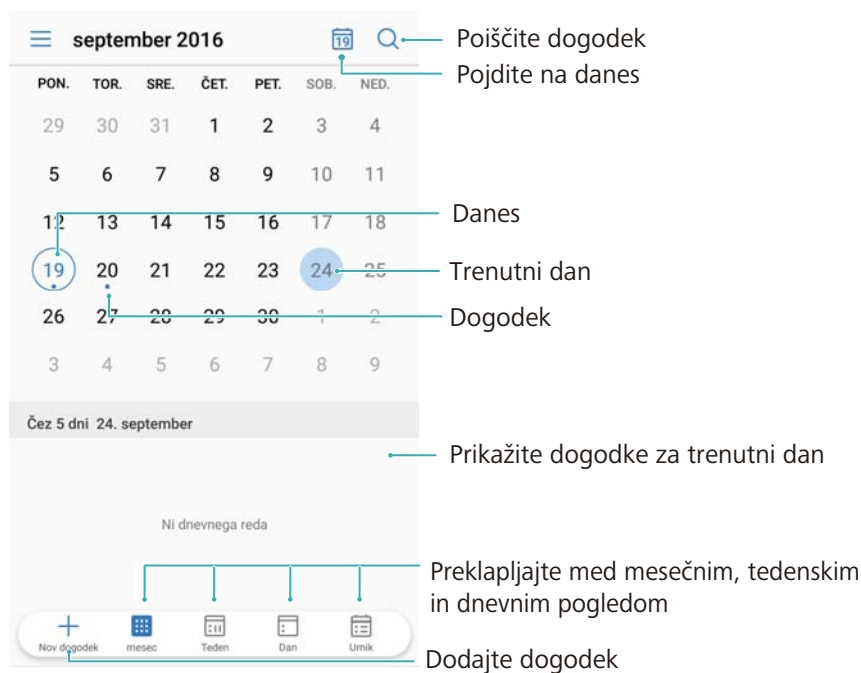 september 2016
19
Poiščite dogodek
Pojdite na danes
PON. TOR. SRE. ČET. PET. SOB. NED.
29 30 31 1 2 3 4
5 6 7 8 9 10 11
12 13 14 15 16 17 18
Danes
19 20 21 22 23 24 25
Trenutni dan
26 27 28 29 30 1 2
Dogodek
3 4 5 6 7 8 9
Čez 5 dni 24. september
Prikažite dogodke za trenutni dan
Ni dnevnega reda
Preklapljajte med mesečnim, tedenskim
in dnevnim pogledom
Nov dogodek mesec Teden Dan Urnik
Dodajte dogodek